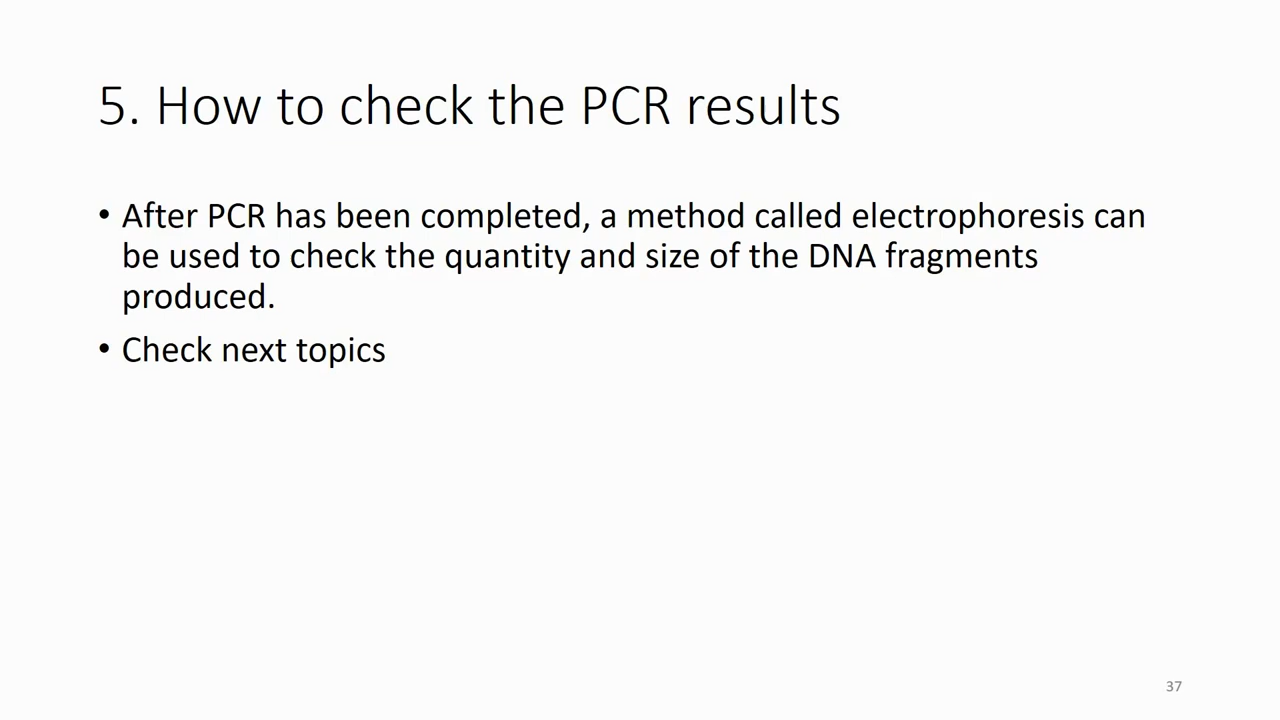 5. How to check the PCR results
• After PCR has been completed, a method called electrophoresis can
be used to check the quantity and size of the DNA fragments
produced.
• Check next topics
37